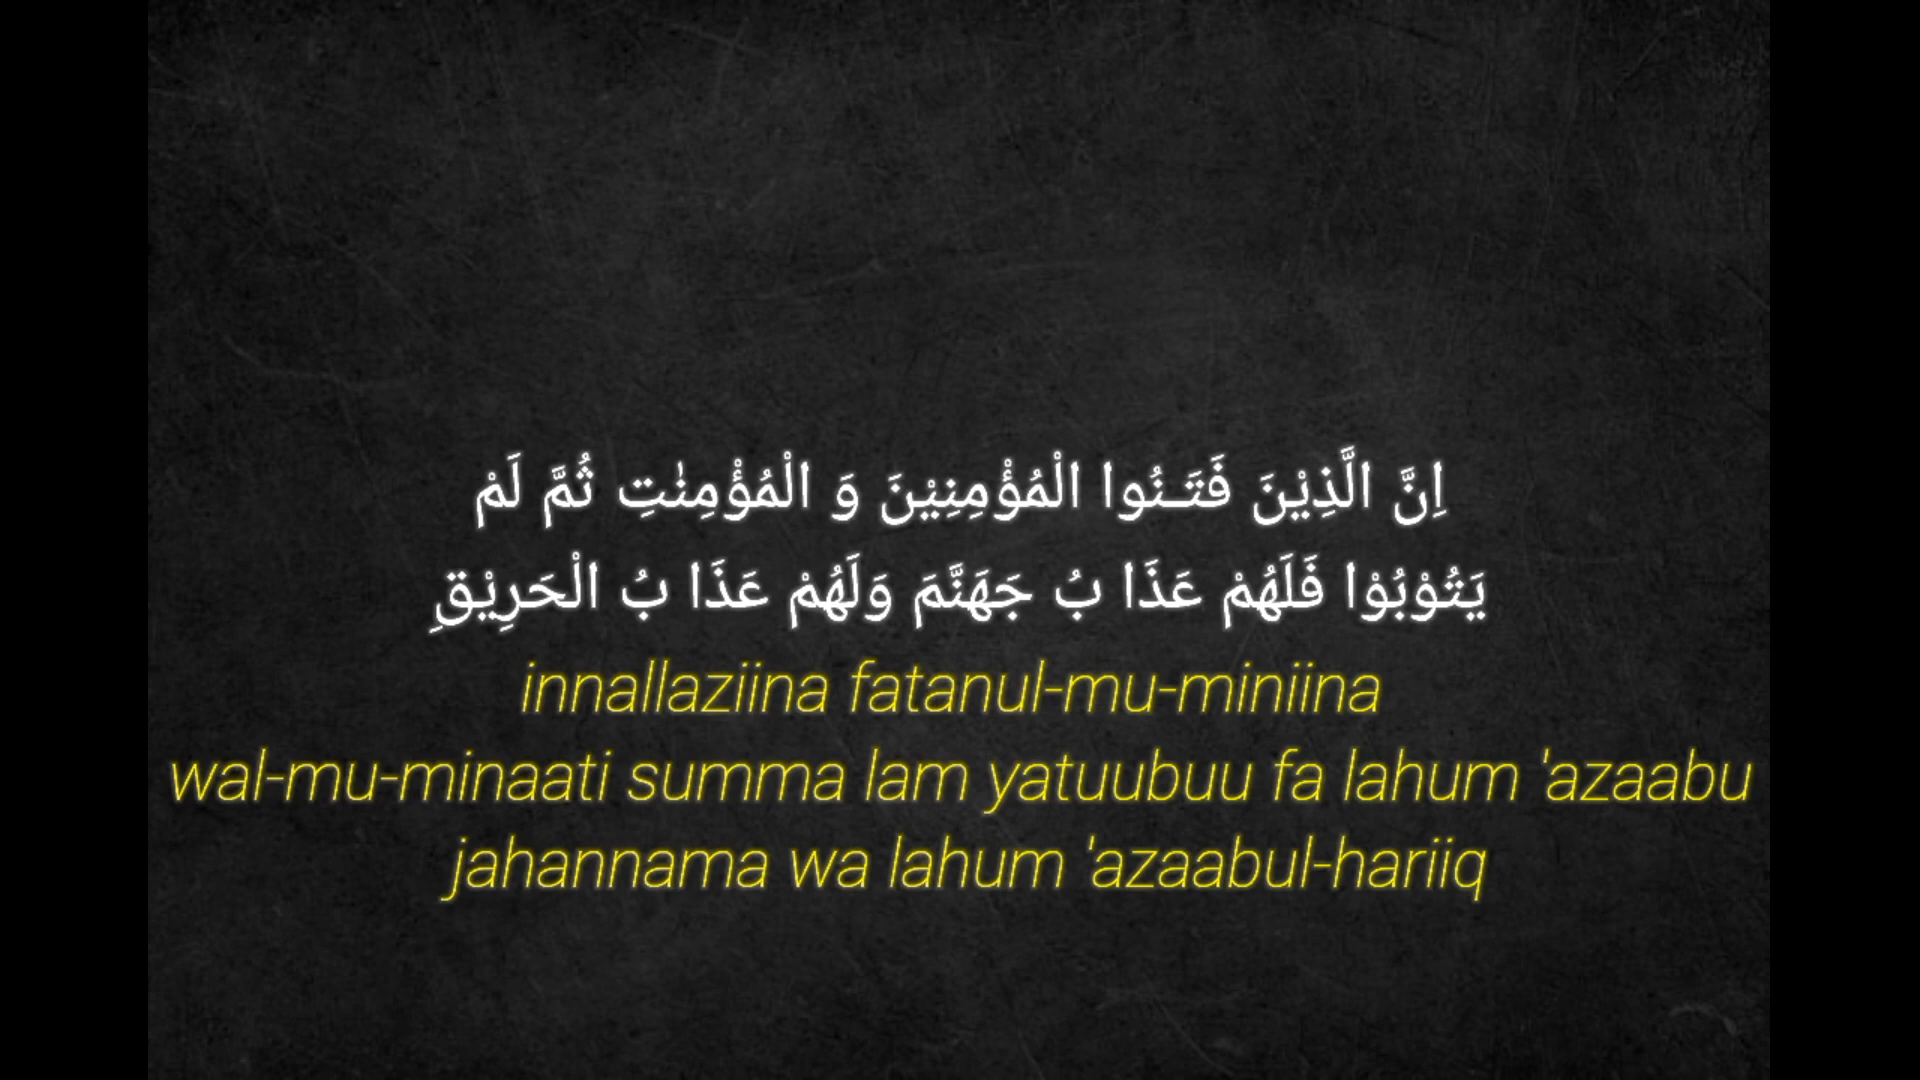 اِنَّ الَّذِيْنَ فَتَـنُوا الْمُؤْمِنِيْنَ وَ الْمُؤْمِنٰتِ ثُمَّ لَمْ
يَتُوْبُوْا فَلَهُمْ عَذَا بُ جَهَنَّمَ وَلَهُمْ عَذَا بُ الْحَرِيْقِ
innallaziina fatanul-mu-miniina
wal-mu-minaati summa lam yatuubuu fa lahum 'azaabu
jahannama wa lahum 'azaabul-hariiq